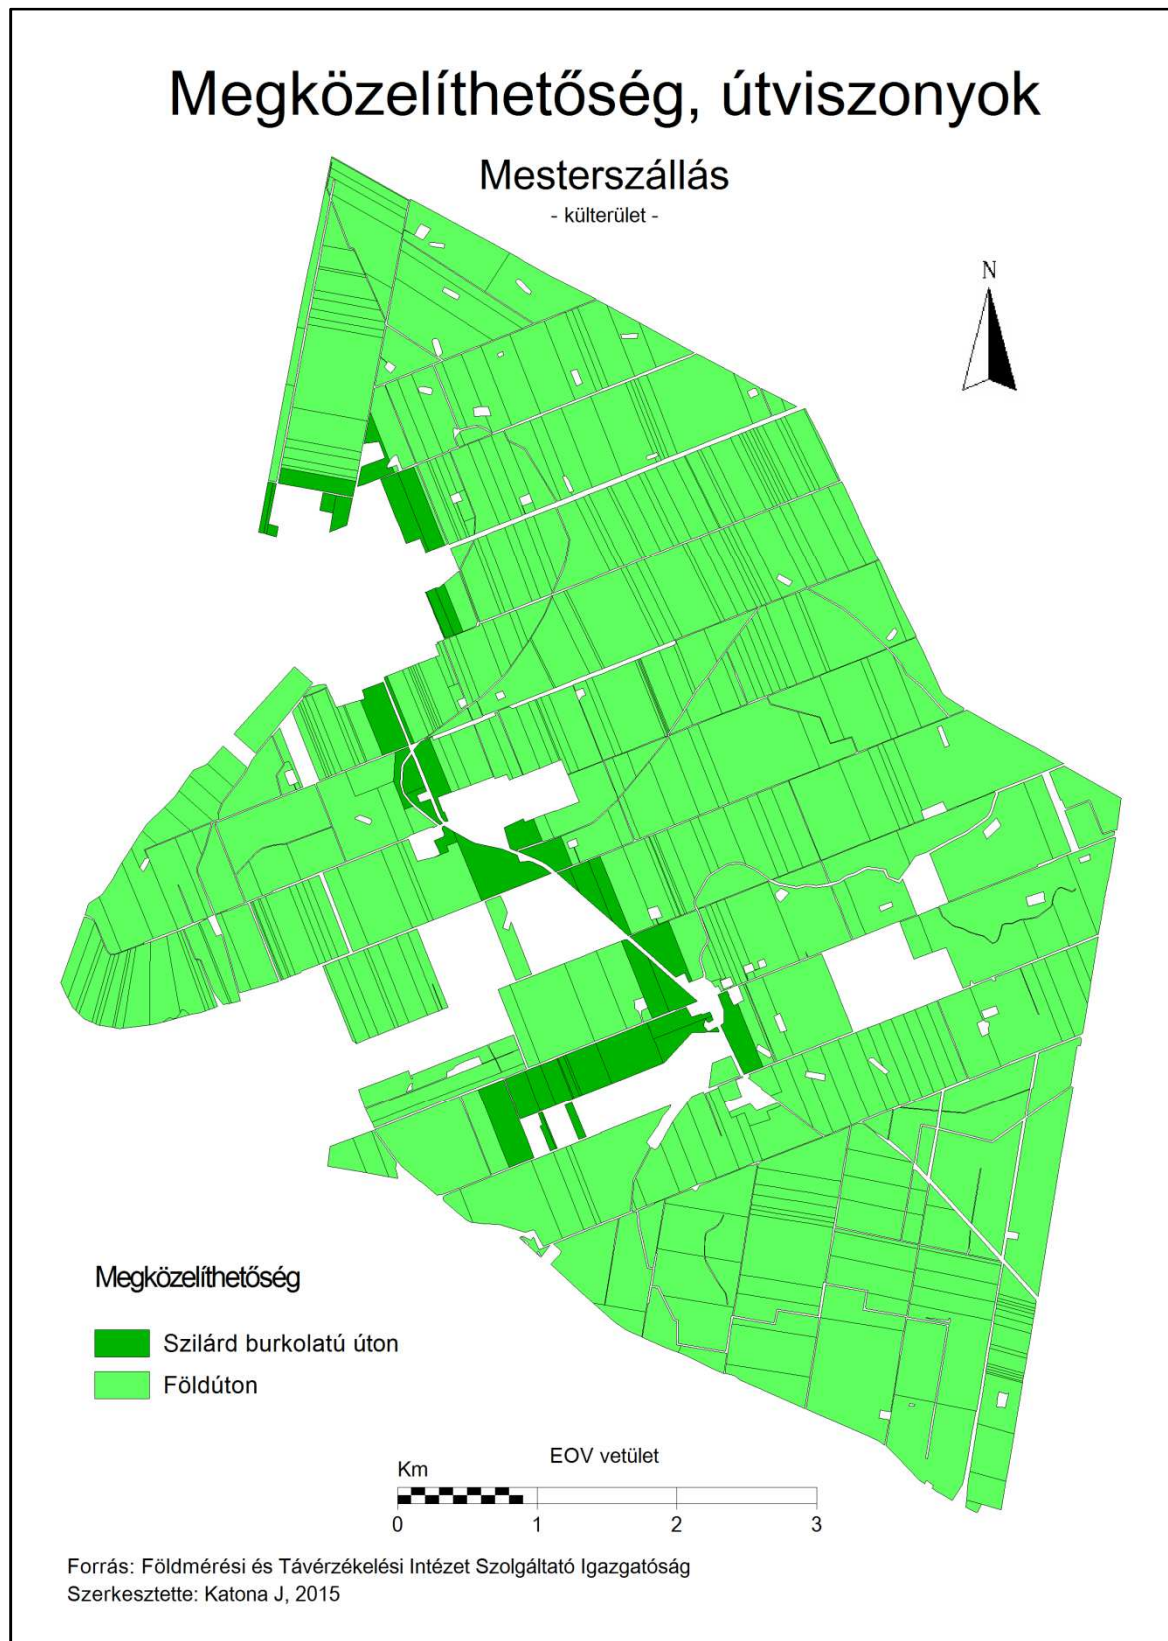 Megközelíthetőség, útviszonyok
Mesterszállás
- külterület -
N
Megközelíthetőség
Szilárd burkolatú úton
Földúton
EOV vetület
Km
0 1 2 3
Forrás: Földmérési és Távérzékelési Intézet Szolgáltató Igazgatóság
Szerkesztette: Katona J, 2015